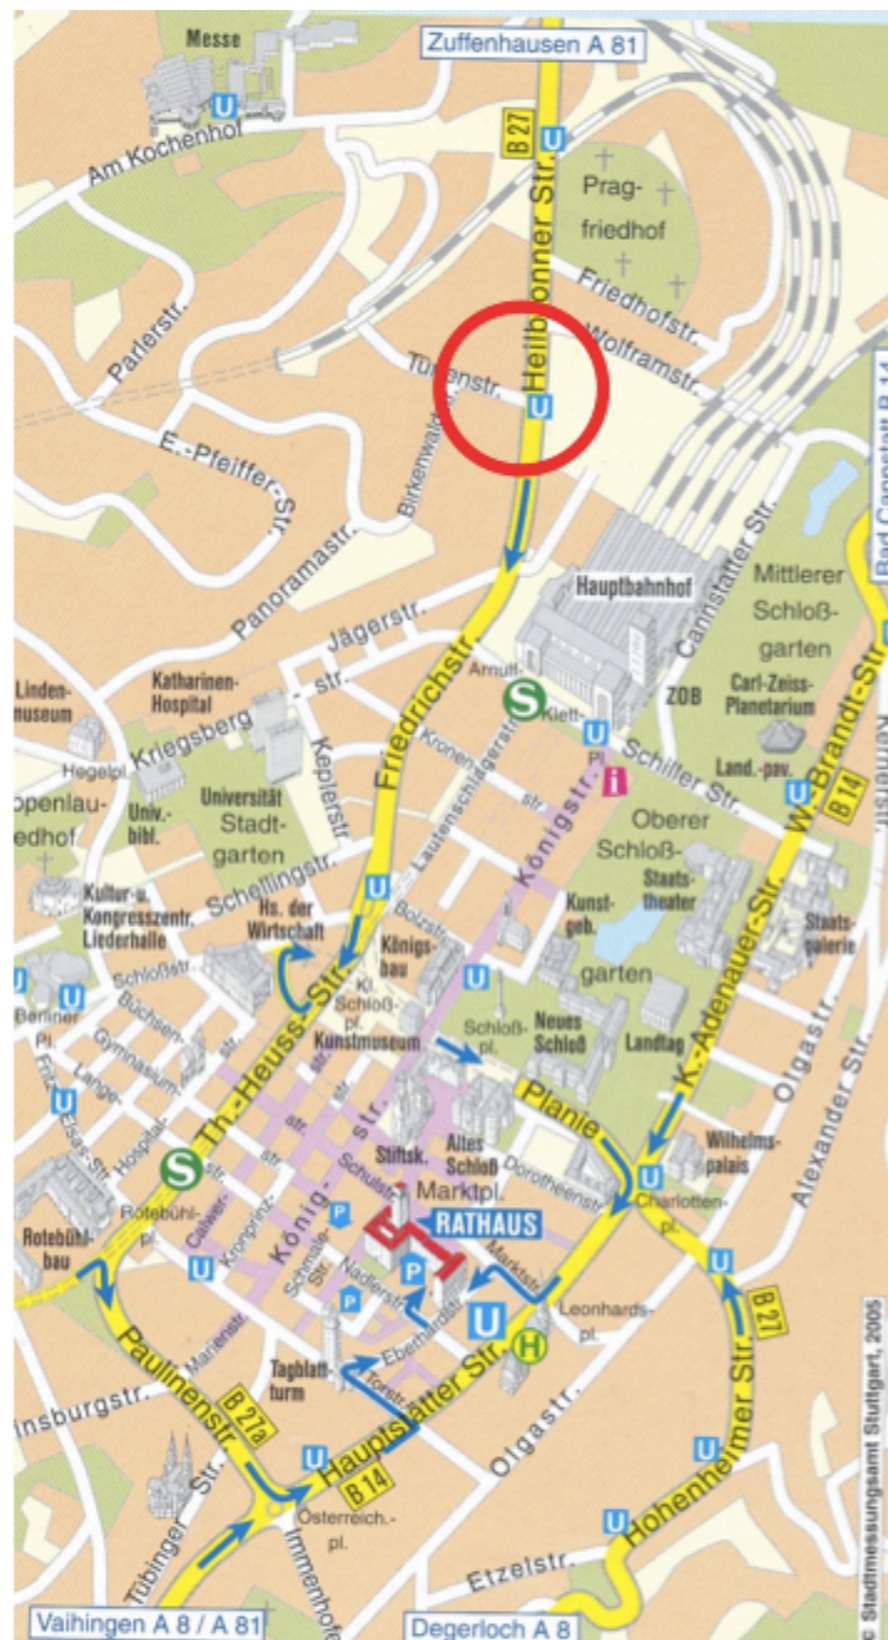 Messe
Zuffenhausen A 81
U
Am Kochenhof
B 27
U
Prag-
friedhof
Heilbronner Str.
Friedhofstr.
Wolframstr.
Parlerstr.
Türlenstr.
U
Bad Cannstatt B 14
E.-Pfeiffer-Str.
Panoramastr.
Hauptbahnhof
Cannstatter Str.
Mittlerer
Schloß-
garten
Jägerstr.
Linden-
museum
Katharinen-
Hospital
Kriegsberg
- str.
Friedrichstr.
Arnulf-
S
Klett-
U
Pl.
ZOB
Carl-Zeiss-
Planetarium
Hegelpl.
Keplerstr.
Kronen-
str.
Lautenschlagerstr.
Königstr.
i
Schiller Str.
Land.-pav.
U
W.-Brandt-Str.
B 14
Kernerstr.
Univ.-
bibl.
Universität
Stadt-
garten
Oberer
Schloß-
garten
Schellingstr.
U
Bolzstr.
Kunst-
geb.
Staats-
theater
Kultur-u.
Kongresszentr.
Liederhalle
Hs. der
Wirtschaft
Königs-
bau
Staats-
galerie
Schloßstr.
U
U
Berliner
Pl.
Büchsen-
str.
Kl.
Schloß-
pl.
U
Schloß-
pl.
Neues
Schloß
Landtag
Kunstmuseum
K.-Adenauer-Str.
Olgastr.
Alexander Str.
Gymnasium-
str.
Lange-
str.
Th.-Heuss-Str.
U
Hospital-
str.
Planie
Stiftsk.
Altes
Schloß
Dorotheenstr.
Wilhelms-
palais
S
Schulstr.
Marktpl.
U
Charlotten-
pl.
Rotebühl-
pl.
Rotebühl-
bau
Calwer-
Kronprinz-
König-
str.
P
RATHAUS
U
Schmale-
Str.
Nadlerstr.
P
Marktstr.
U
B 27
P
Eberhardstr.
U
Leonhards-
pl.
H
Marienstr.
Paulinenstr.
B 27a
Tagblatt-
turm
Torstr.
Hauptstätter Str.
B 14
U
Olgastr.
Hohenheimer Str.
U
U
Tübinger Str.
Österreich.-
pl.
Etzelstr.
Vaihingen A 8 / A 81
Degerloch A 8
© Stadtmessungsamt Stuttgart, 2005